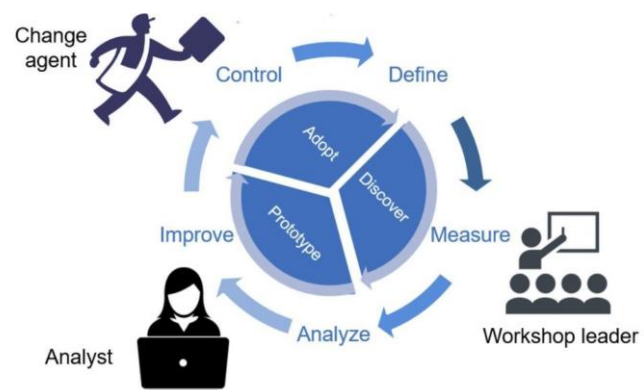 Change
agent
Control
Define
Adopt
Discover
Prototype
Improve
Measure
Analyze
Analyst
Workshop leader